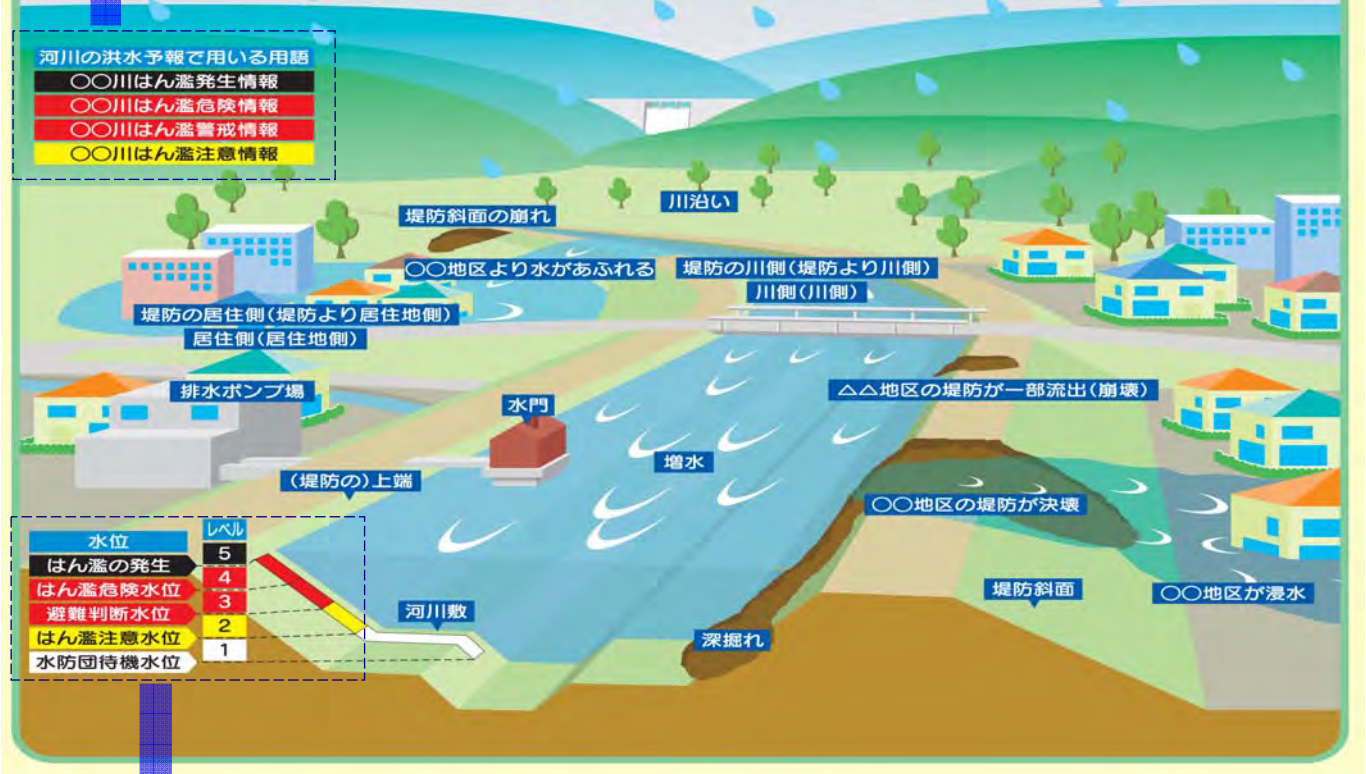 河川の洪水予報で用いる用語
○○川はん濫発生情報
○○川はん濫危険情報
○○川はん濫警戒情報
○○川はん濫注意情報
川沿い
堤防斜面の崩れ
○○地区より水があふれる
堤防の川側(堤防より川側)
川側(川側)
堤防の居住側(堤防より居住地側)
居住側(居住地側)
排水ポンプ場
水門
△△地区の堤防が一部流出(崩壊)
増水
(堤防の)上端
○○地区の堤防が決壊
水位
レベル
はん濫の発生
5
はん濫危険水位
4
避難判断水位
3
はん濫注意水位
2
水防団待機水位
1
河川敷
堤防斜面
○○地区が浸水
深掘れ